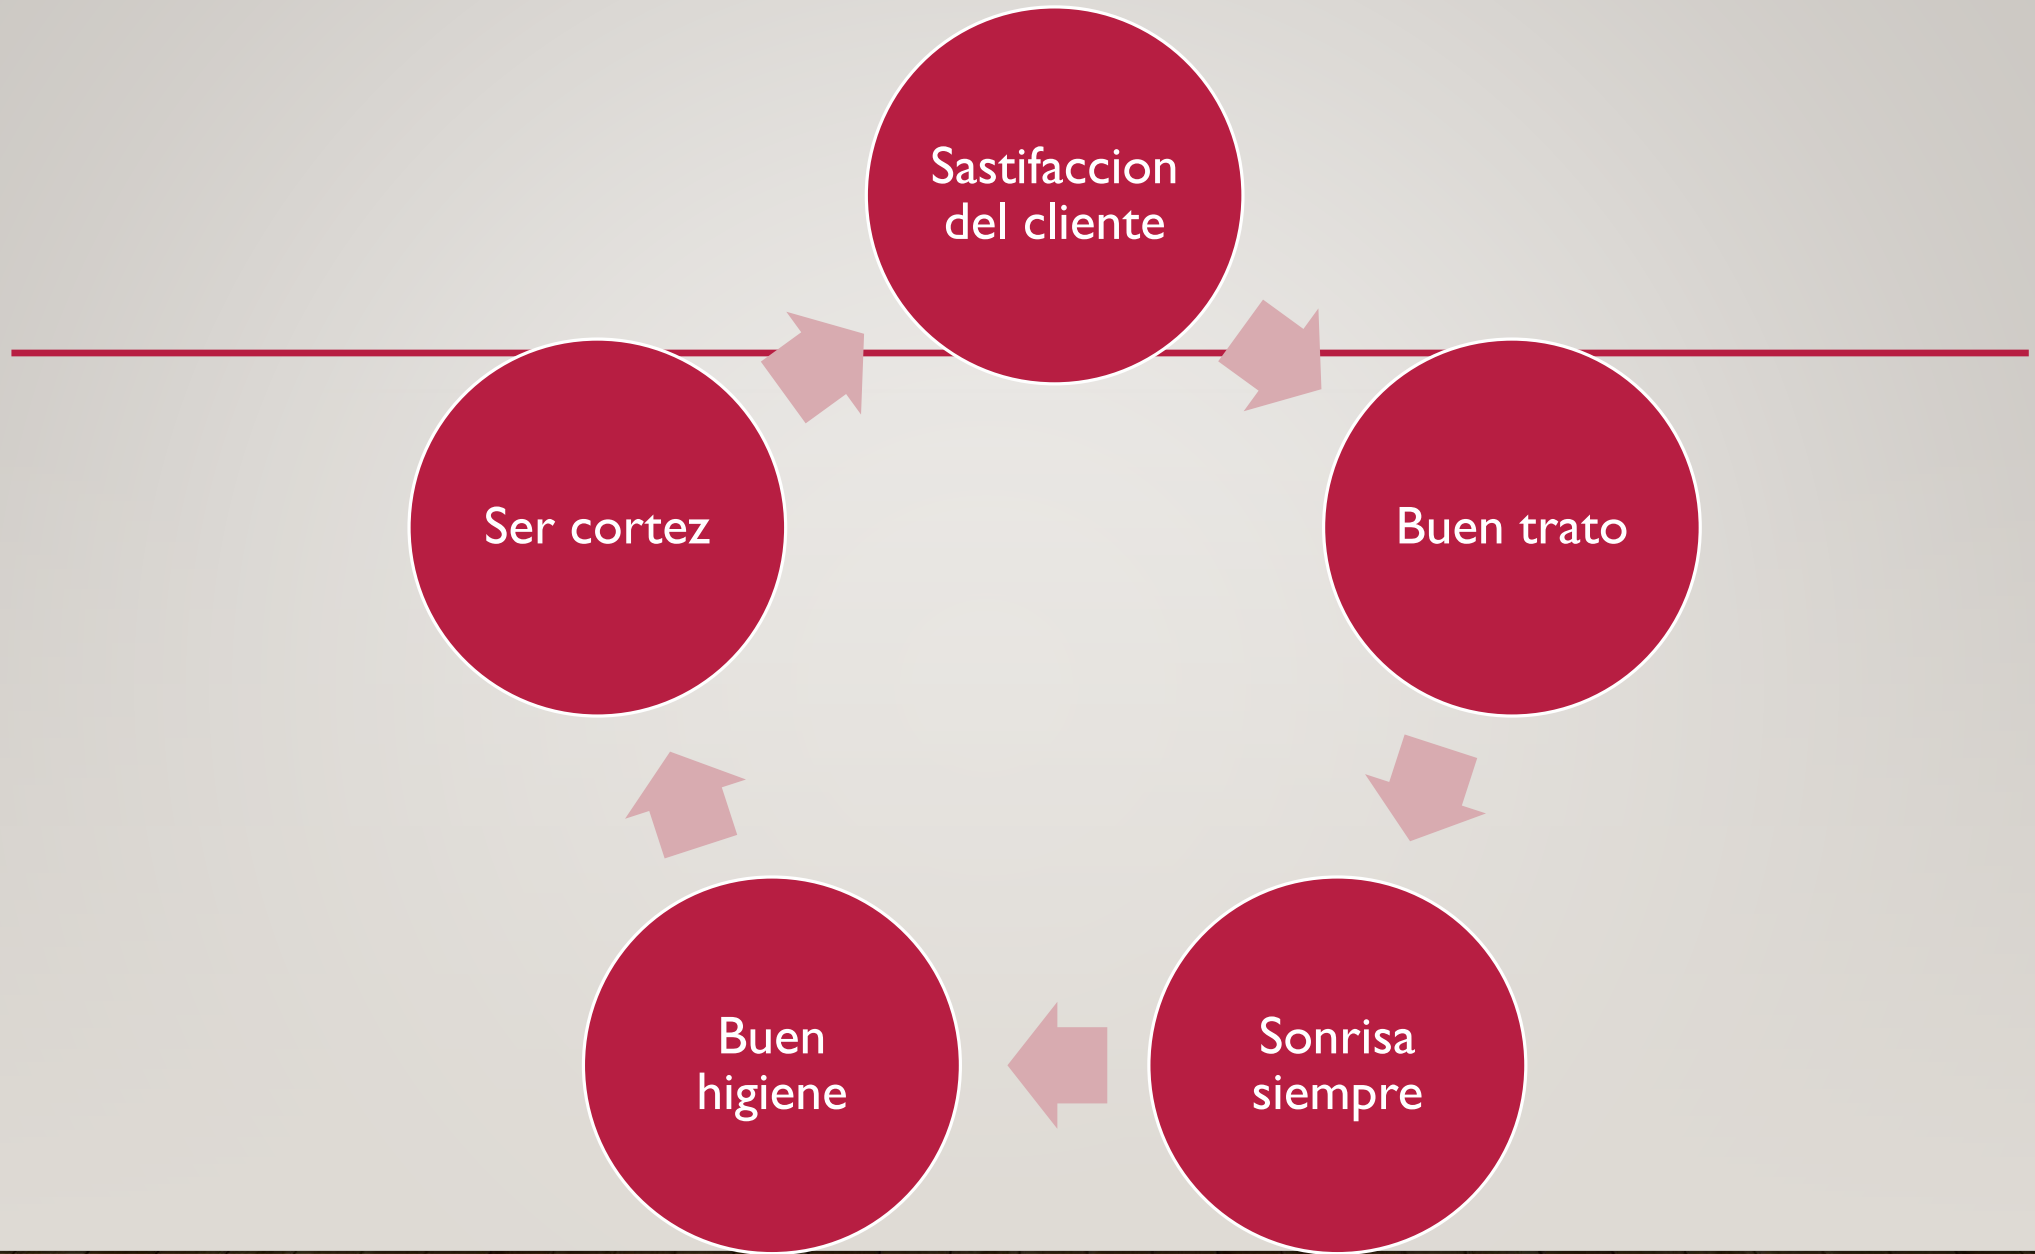 Sastifaccion
del cliente
Buen trato
Sonrisa
siempre
Buen
higiene
Ser cortez